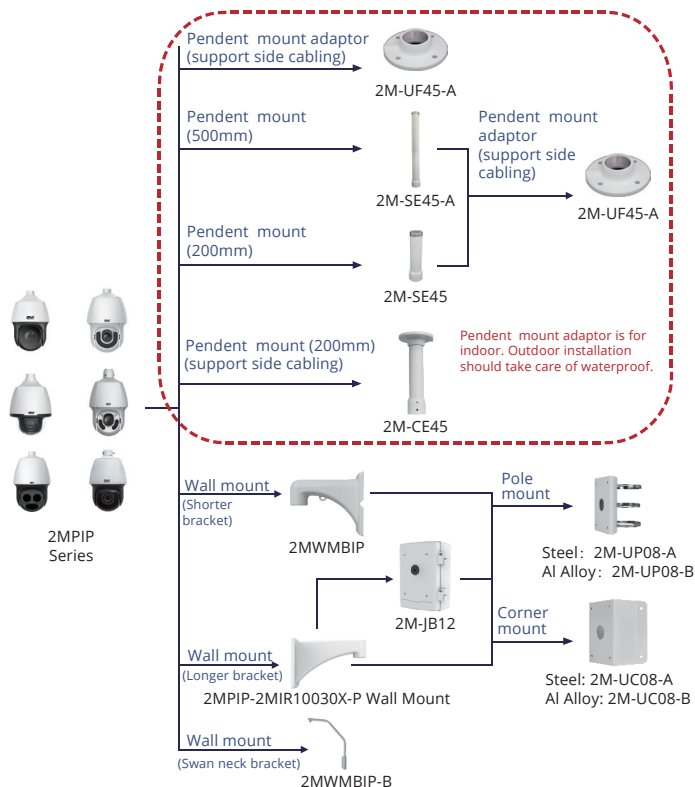 Pendent mount adaptor
(support side cabling)
2M-UF45-A
Pendent mount
(500mm)
2M-SE45-A
Pendent mount
adaptor
(support side
cabling)
2M-UF45-A
Pendent mount
(200mm)
2M-SE45
Pendent mount (200mm)
(support side cabling)
2M-CE45
Pendent mount adaptor is for
indoor. Outdoor installation
should take care of waterproof.
2MPIP
Series
Wall mount
(Shorter
bracket)
2MWMBIP
Pole
mount
Steel: 2M-UP08-A
Al Alloy: 2M-UP08-B
2M-JB12
Corner
mount
Steel: 2M-UC08-A
Al Alloy: 2M-UC08-B
Wall mount
(Longer bracket)
2MPIP-2MIR10030X-P Wall Mount
Wall mount
(Swan neck bracket)
2MWMBIP-B